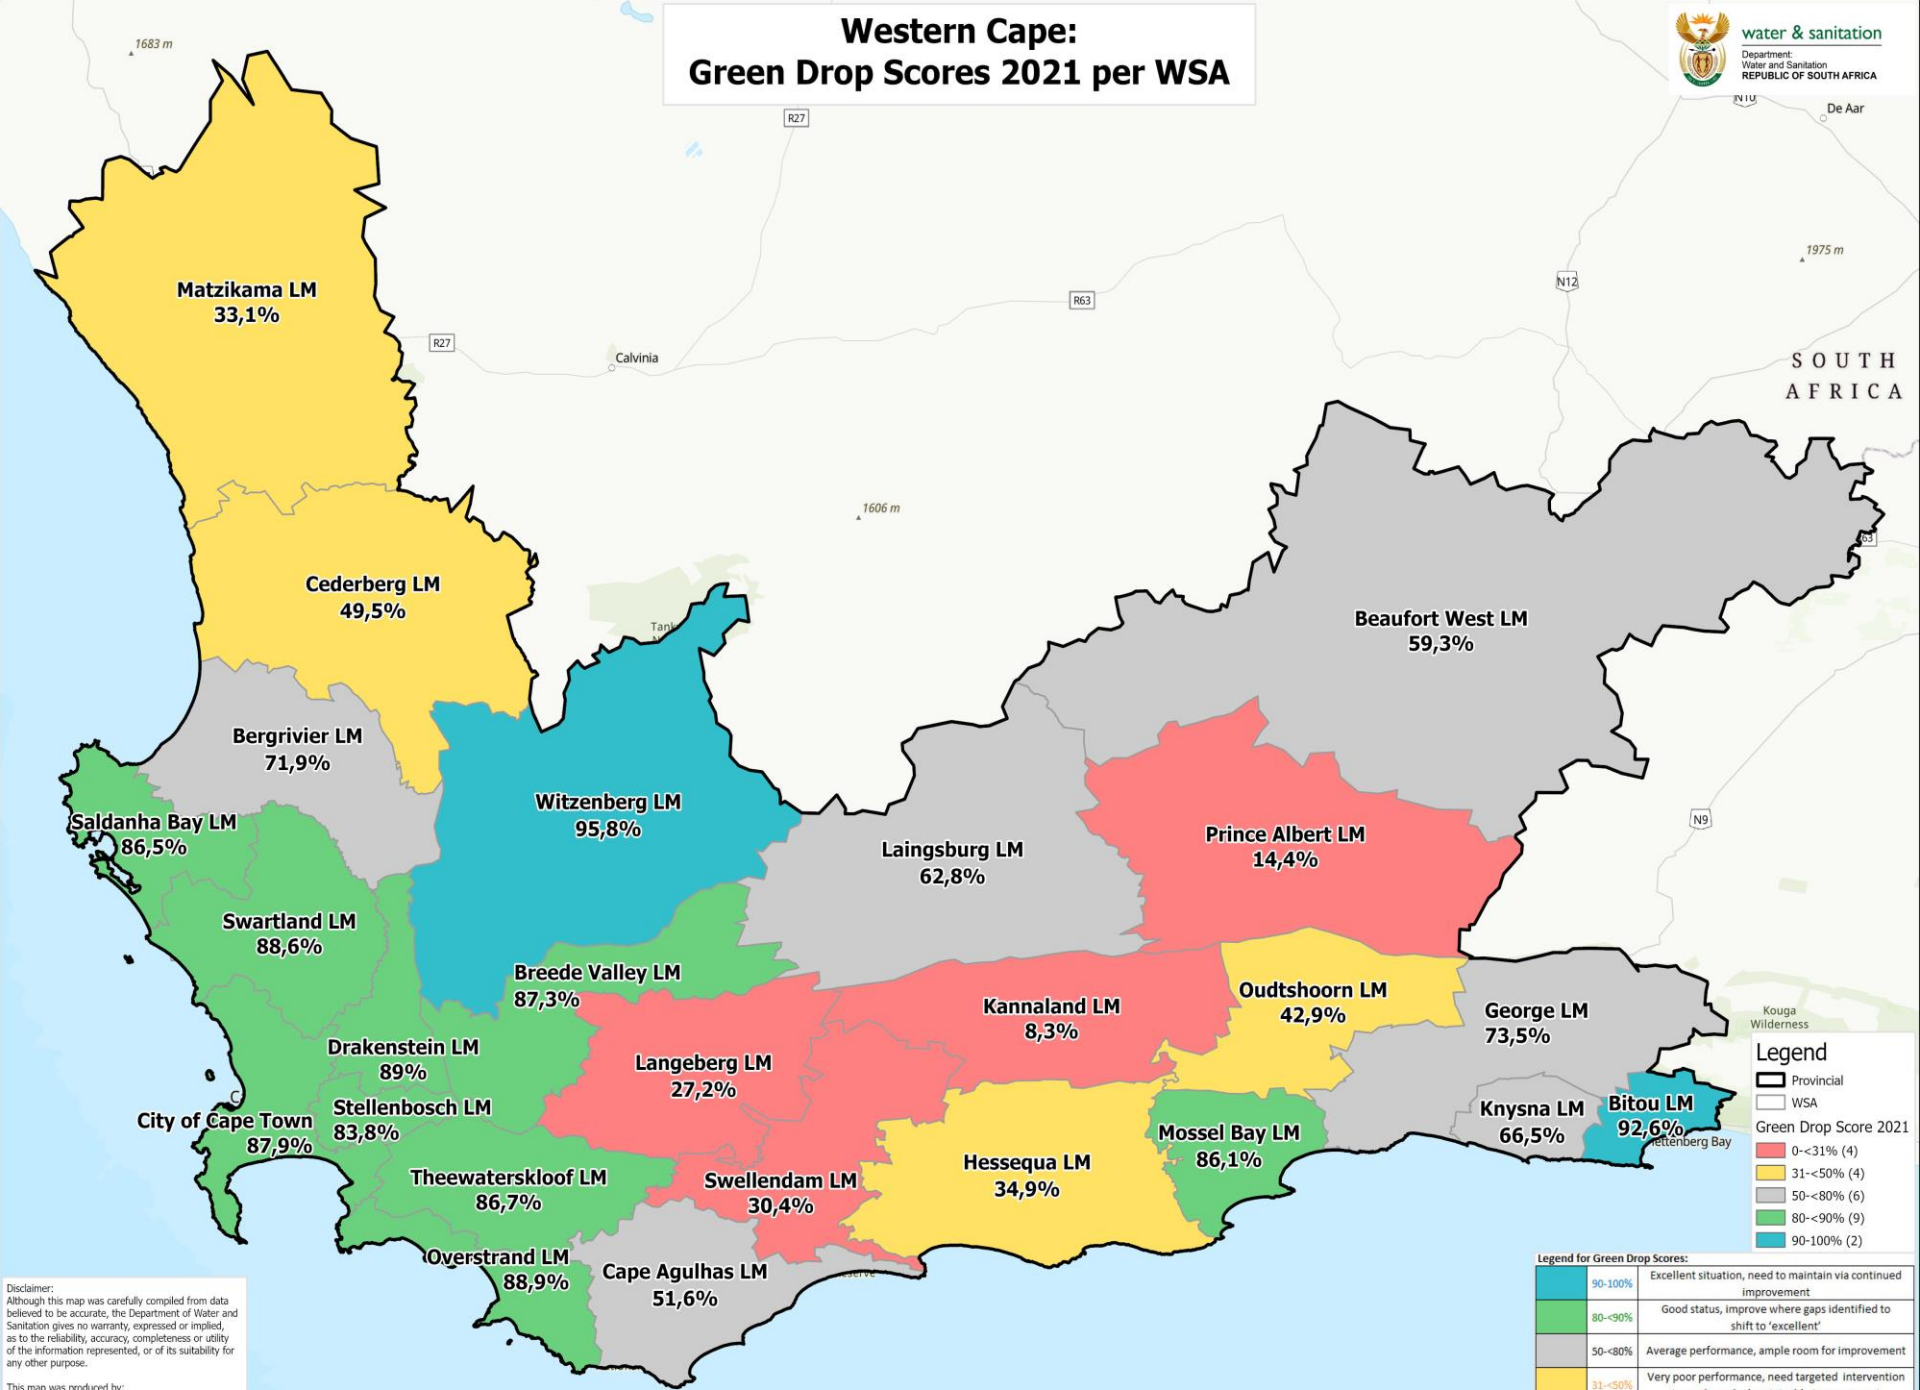 Western Cape:
Green Drop Scores 2021 per WSA
water & sanitation
Department:
Water and Sanitation
REPUBLIC OF SOUTH AFRICA
1683 m
R27
N10
De Aar
1975 m
N12
R63
R27
Calvinia
SOUTH
AFRICA
1606 m
63
N9
Matzikama LM
33,1%
Cederberg LM
49,5%
Beaufort West LM
59,3%
Bergrivier LM
71,9%
Witzenberg LM
95,8%
Saldanha Bay LM
86,5%
Laingsburg LM
62,8%
Prince Albert LM
14,4%
Swartland LM
88,6%
Breede Valley LM
87,3%
Kannaland LM
8,3%
Oudtshoorn LM
42,9%
George LM
73,5%
Kouga
Wilderness
Drakenstein LM
89%
Langeberg LM
27,2%
Stellenbosch LM
83,8%
City of Cape Town
87,9%
Knysna LM
66,5%
Bitou LM
92,6%
Mossel Bay LM
86,1%
Hessequa LM
34,9%
Theewaterskloof LM
86,7%
Swellendam LM
30,4%
Overstrand LM
88,9%
Cape Agulhas LM
51,6%
Legend
Provincial
WSA
Green Drop Score 2021
0-<31% (4)
31-<50% (4)
50-<80% (6)
80-<90% (9)
90-100% (2)
Legend for Green Drop Scores:
90-100%
Excellent situation, need to maintain via continued
improvement
80-<90%
Good status, improve where gaps identified to
shift to 'excellent'
50-<80%
Average performance, ample room for improvement
31-<50%
Very poor performance, need targeted intervention
Disclaimer:
Although this map was carefully compiled from data
believed to be accurate, the Department of Water and
Sanitation gives no warranty, expressed or implied,
as to the reliability, accuracy, completeness or utility
of the information represented, or of its suitability for
any other purpose.
This map was produced by: